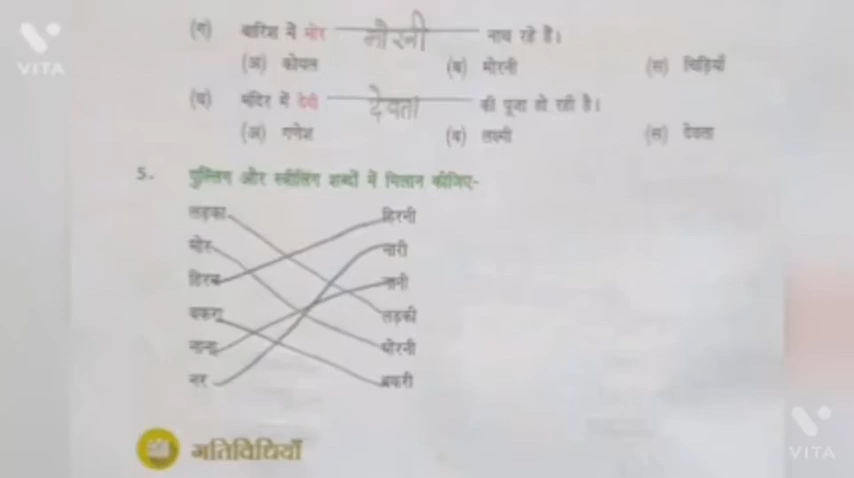 (ग) बारिश में मोर मोरनी नाच रहे हैं।
(अ) कोयल (ब) मोरनी (स) चिड़ियाँ
(घ) मंदिर में देवी देवता की पूजा हो रही है।
(अ) गणेश (ब) लक्ष्मी (स) देवता
5. पुल्लिंग और स्त्रीलिंग शब्दों में मिलान कीजिए-
लड़का हिरनी
मोर नारी
हिरन नानी
बकरा लड़की
नाना मोरनी
नर बकरी
गतिविधियाँ
VITA
VITA